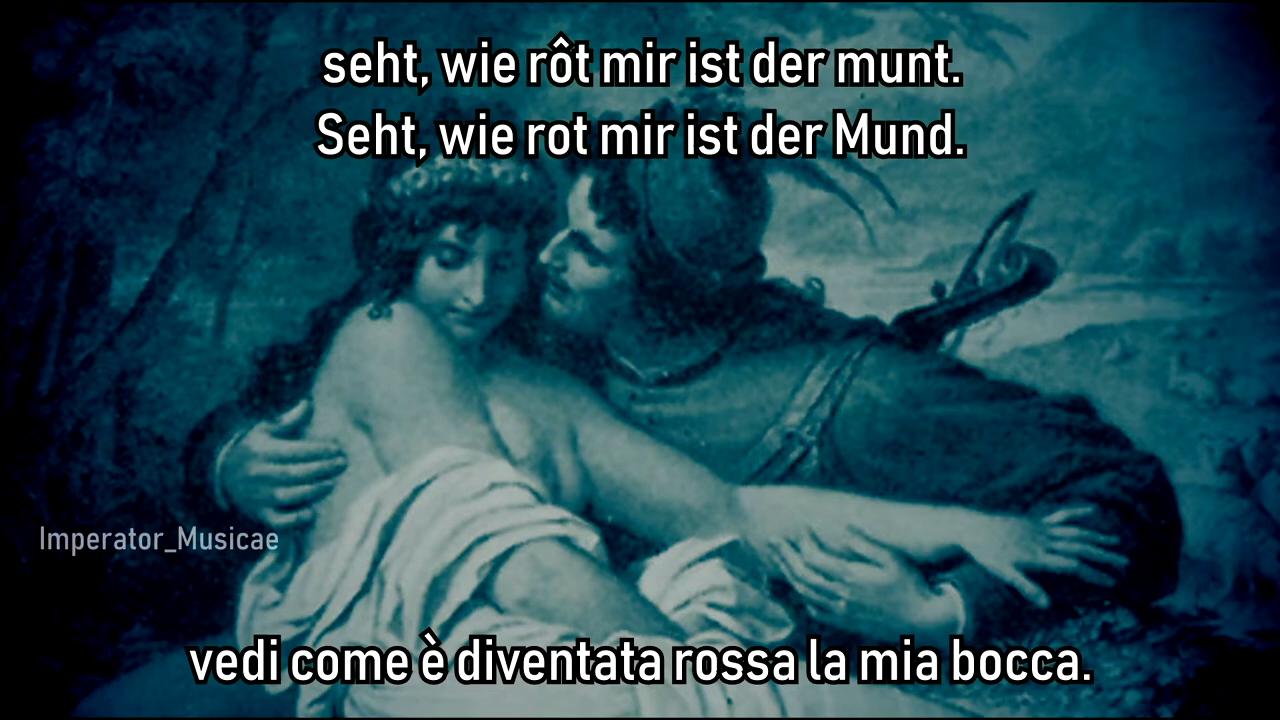 seht, wie rôt mir ist der munt.
Seht, wie rot mir ist der Mund.
Imperator_Musicae
vedi come è diventata rossa la mia bocca.